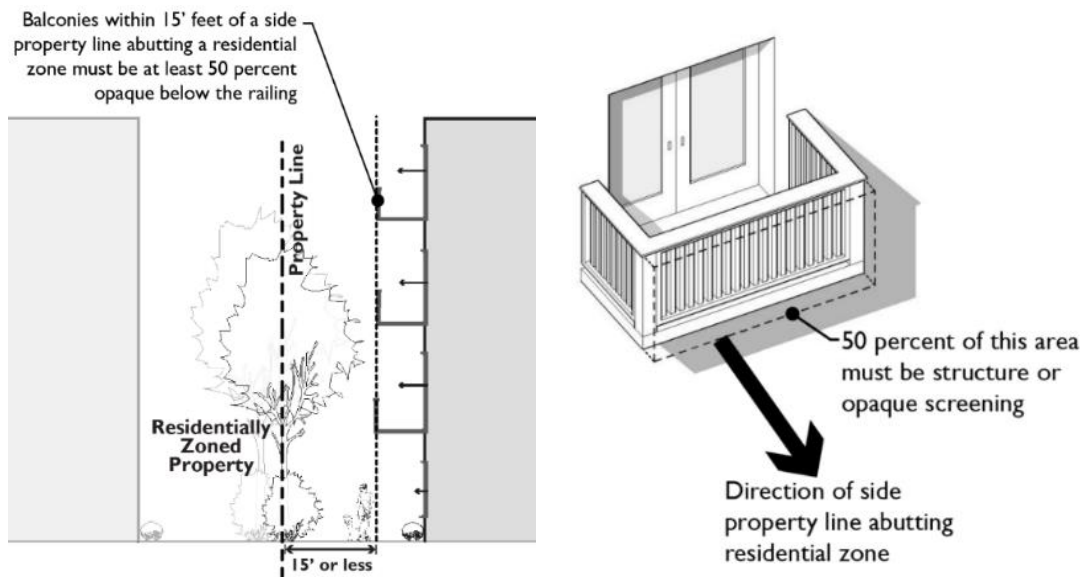 Balconies within 15' feet of a side
property line abutting a residential
zone must be at least 50 percent
opaque below the railing
Property Line
Residentially
Zoned
Property
15' or less
50 percent of this area
must be structure or
opaque screening
Direction of side
property line abutting
residential zone